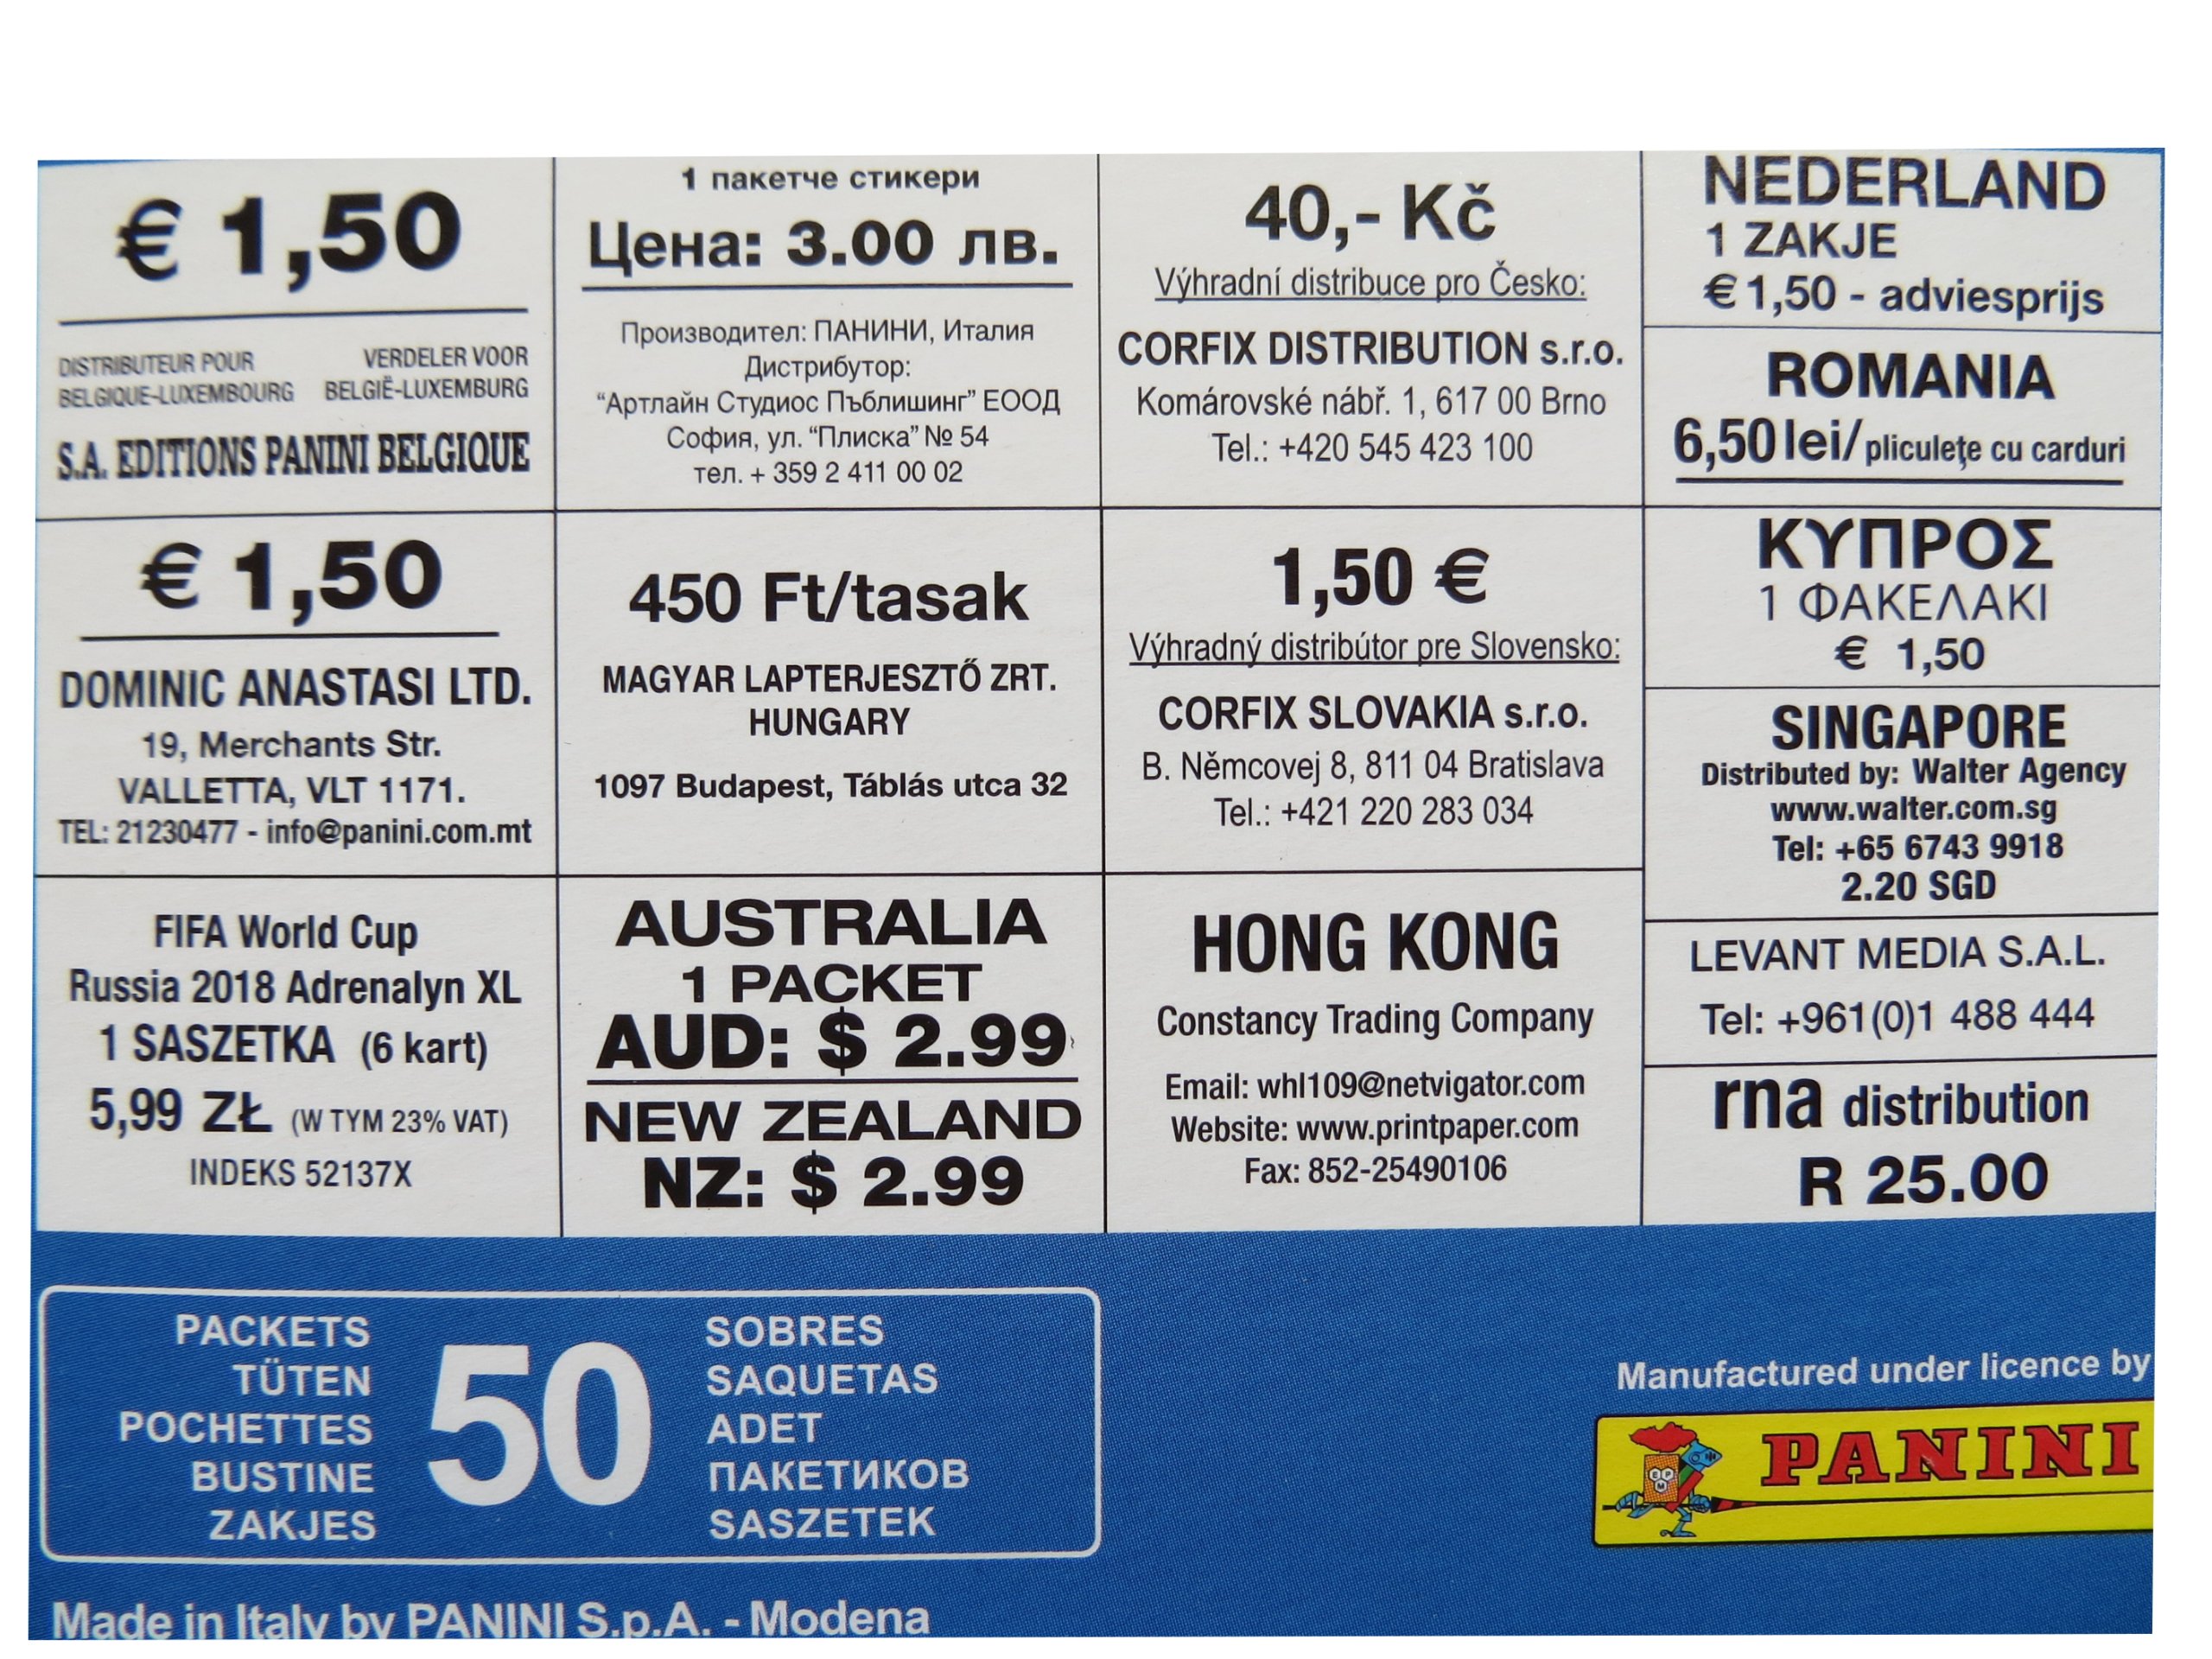 € 1,50
DISTRIBUTEUR POUR VERDELER VOOR
BELGIQUE-LUXEMBOURG BELGIË-LUXEMBURG
S.A. EDITIONS PANINI BELGIQUE
1 пакетче стикери
Цена: 3.00 лв.
Производител: ПАНИНИ, Италия
Дистрибутор:
“Артлайн Студиос Пъблишинг” ЕООД
София, ул. “Плиска” № 54
тел. + 359 2 411 00 02
40,- Kč
Výhradní distribuce pro Česko:
CORFIX DISTRIBUTION s.r.o.
Komárovské nábř. 1, 617 00 Brno
Tel.: +420 545 423 100
NEDERLAND
1 ZAKJE
€ 1,50 - adviesprijs
ROMANIA
6,50 lei/pliculeţe cu carduri
€ 1,50
DOMINIC ANASTASI LTD.
19, Merchants Str.
VALLETTA, VLT 1171.
TEL: 21230477 - info@panini.com.mt
450 Ft/tasak
MAGYAR LAPTERJESZTŐ ZRT.
HUNGARY
1097 Budapest, Táblás utca 32
1,50 €
Výhradný distribútor pre Slovensko:
CORFIX SLOVAKIA s.r.o.
B. Němcovej 8, 811 04 Bratislava
Tel.: +421 220 283 034
ΚΥΠΡΟΣ
1 ΦΑΚΕΛΑΚΙ
€ 1,50
SINGAPORE
Distributed by: Walter Agency
www.walter.com.sg
Tel: +65 6743 9918
2.20 SGD
FIFA World Cup
Russia 2018 Adrenalyn XL
1 SASZETKA (6 kart)
5,99 ZŁ (W TYM 23% VAT)
INDEKS 52137X
AUSTRALIA
1 PACKET
AUD: $ 2.99
NEW ZEALAND
NZ: $ 2.99
HONG KONG
Constancy Trading Company
Email: whl109@netvigator.com
Website: www.printpaper.com
Fax: 852-25490106
LEVANT MEDIA S.A.L.
Tel: +961(0)1 488 444
rna distribution
R 25.00
PACKETS
TÜTEN
POCHETTES
BUSTINE
ZAKJES
50
SOBRES
SAQUETAS
ADET
ПАКЕТИКОВ
SASZETEK
Manufactured under licence by
PANINI
Made in Italy by PANINI S.p.A. - Modena